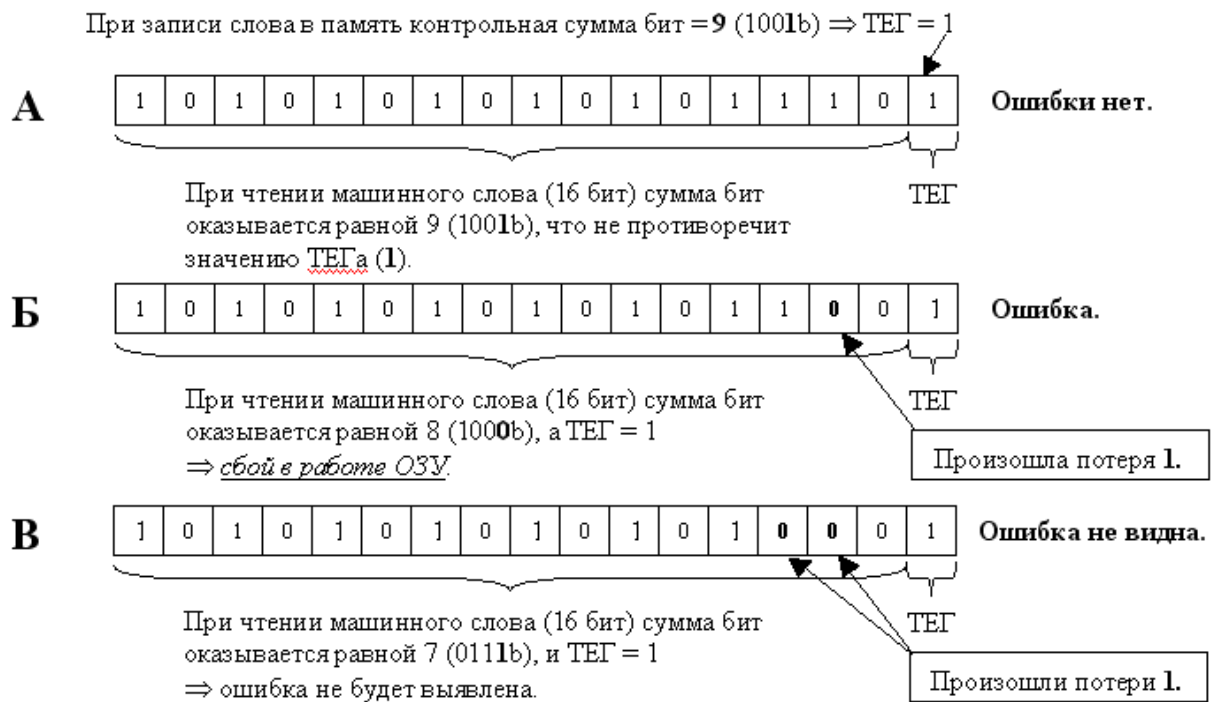 При записи слова в память контрольная сумма бит = 9 (1001b) ⇒ ТЕГ = 1
А 1 0 1 0 1 0 1 0 1 0 1 0 1 1 1 0 1 Ошибки нет.
При чтении машинного слова (16 бит) сумма бит
оказывается равной 9 (1001b), что не противоречит
значению ТЕГа (1).
ТЕГ
Б 1 0 1 0 1 0 1 0 1 0 1 0 1 1 0 0 1 Ошибка.
При чтении машинного слова (16 бит) сумма бит
оказывается равной 8 (1000b), а ТЕГ = 1
⇒ сбой в работе ОЗУ.
ТЕГ
Произошла потеря 1.
В 1 0 1 0 1 0 1 0 1 0 1 0 1 0 0 0 1 Ошибка не видна.
При чтении машинного слова (16 бит) сумма бит
оказывается равной 7 (0111b), и ТЕГ = 1
⇒ ошибка не будет выявлена.
ТЕГ
Произошли потери 1.